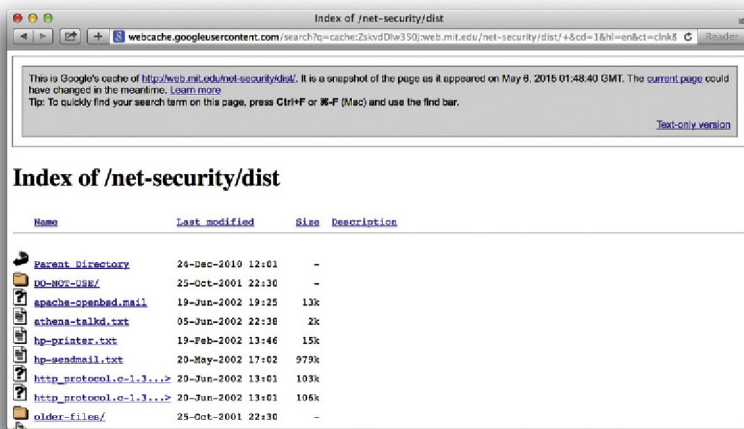 Index of /net-security/dist
webcache.googleusercontent.com/search?q=cache:ZskvdDlw350J:web.mit.edu/net-security/dist/+&cd=1&hl=en&ct=clnk& Reader
This is Google's cache of http://web.mit.edu/net-security/dist/. It is a snapshot of the page as it appeared on May 6, 2015 01:48:40 GMT. The current page could
have changed in the meantime. Learn more
Tip: To quickly find your search term on this page, press Ctrl+F or ⌘-F (Mac) and use the find bar.
Text-only version
Index of /net-security/dist
Name Last modified Size Description
Parent Directory 24-Dec-2010 12:01 -
DO-NOT-USE/ 25-Oct-2001 22:30 -
apache-openbsd.mail 19-Jun-2002 19:25 13k
athena-talkd.txt 05-Jun-2002 22:38 2k
hp-printer.txt 19-Feb-2002 13:46 15k
hp-sendmail.txt 20-May-2002 17:02 979k
http_protocol.c-1.3...> 20-Jun-2002 13:01 103k
http_protocol.c-1.3...> 20-Jun-2002 13:01 106k
older-files/ 25-Oct-2001 22:30 -